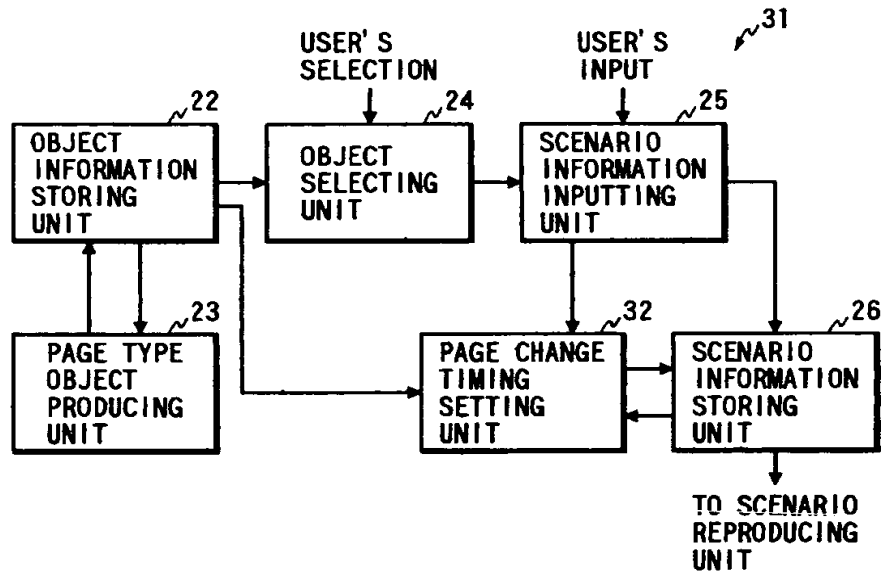 31
USER'S
SELECTION
USER'S
INPUT
22
OBJECT
INFORMATION
STORING
UNIT
24
OBJECT
SELECTING
UNIT
25
SCENARIO
INFORMATION
INPUTTING
UNIT
23
PAGE TYPE
OBJECT
PRODUCING
UNIT
32
PAGE CHANGE
TIMING
SETTING
UNIT
26
SCENARIO
INFORMATION
STORING
UNIT
TO SCENARIO
REPRODUCING
UNIT